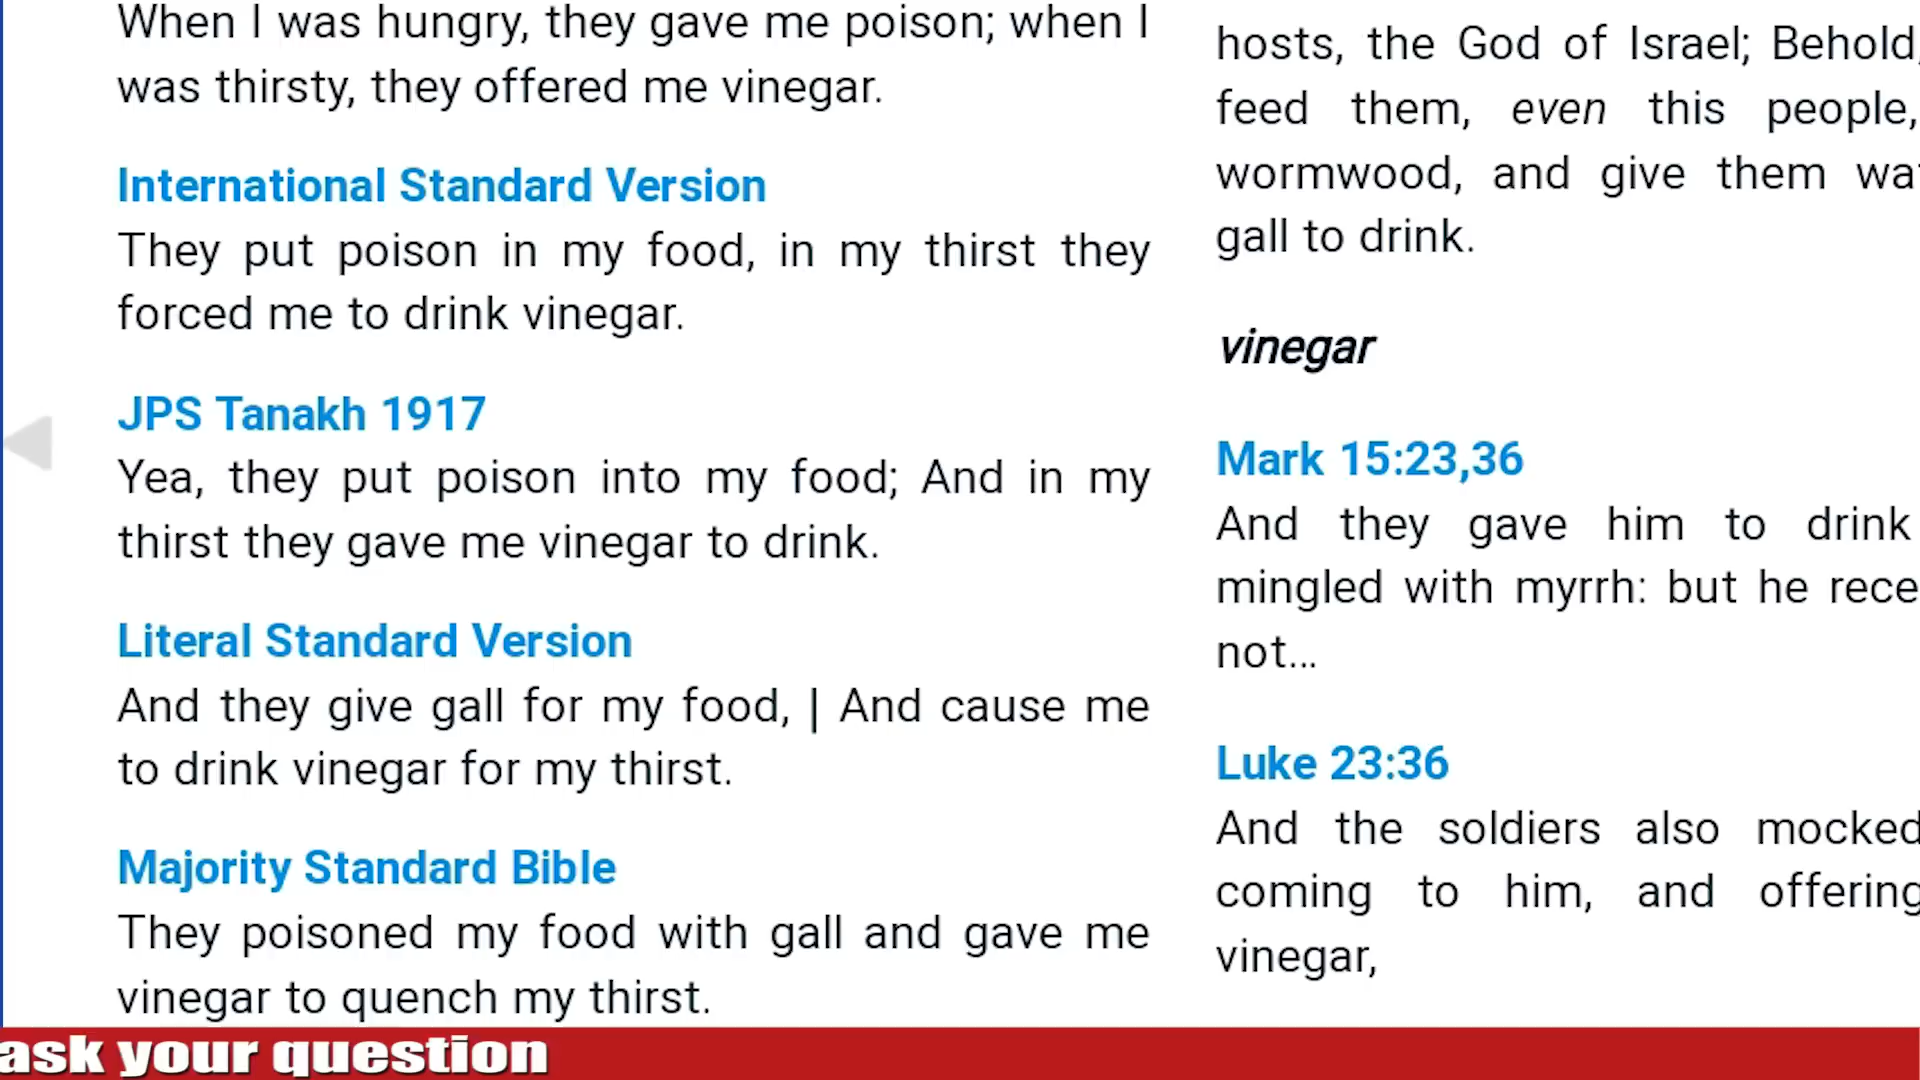 When I was hungry, they gave me poison; when I
was thirsty, they offered me vinegar.
International Standard Version
They put poison in my food, in my thirst they
forced me to drink vinegar.
JPS Tanakh 1917
Yea, they put poison into my food; And in my
thirst they gave me vinegar to drink.
Literal Standard Version
And they give gall for my food, | And cause me
to drink vinegar for my thirst.
Majority Standard Bible
They poisoned my food with gall and gave me
vinegar to quench my thirst.
hosts, the God of Israel; Behold,
feed them, even this people,
wormwood, and give them
gall to drink.
vinegar
Mark 15:23,36
And they gave him to drink
mingled with myrrh: but he
not...
Luke 23:36
And the soldiers also mocked
coming to him, and offering
vinegar,
ask your question